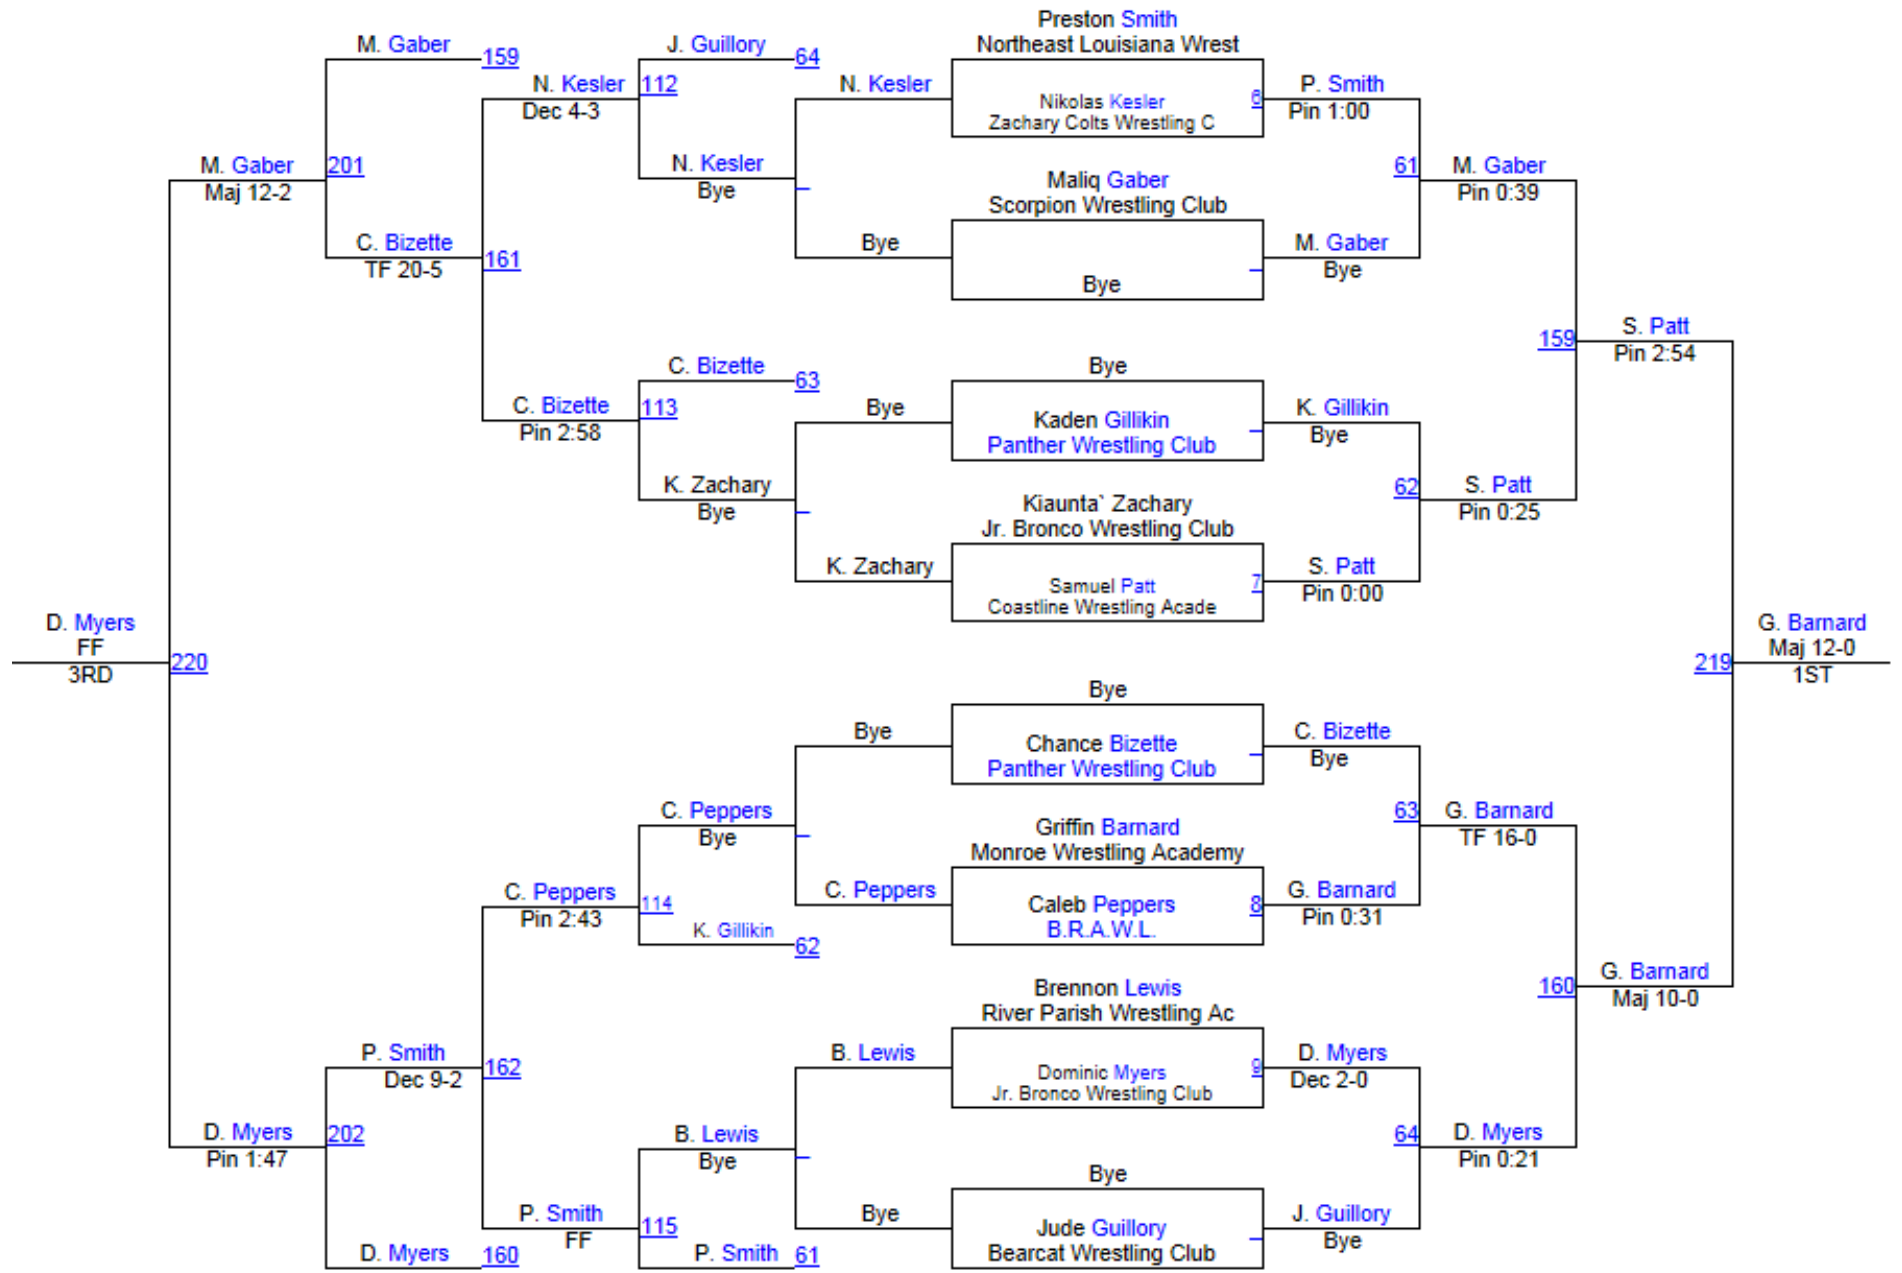 Preston Smith
M. Gaber
159
J. Guillory
64
Northeast Louisiana Wrest
N. Kesler
Dec 4-3
112
N. Kesler
Nikolas Kesler
Zachary Colts Wrestling C
6
P. Smith
Pin 1:00
M. Gaber
Maj 12-2
201
N. Kesler
Bye
Maliq Gaber
Scorpion Wrestling Club
61
M. Gaber
Pin 0:39
C. Bizette
TF 20-5
161
Bye
Bye
M. Gaber
Bye
S. Patt
Pin 2:54
159
C. Bizette
63
Bye
C. Bizette
Pin 2:58
113
Bye
Kaden Gillikin
Panther Wrestling Club
K. Gillikin
Bye
K. Zachary
Bye
Kiaunta` Zachary
Jr. Bronco Wrestling Club
62
S. Patt
Pin 0:25
K. Zachary
Samuel Patt
Coastline Wrestling Acade
7
S. Patt
Pin 0:00
D. Myers
FF
3RD
220
219
G. Barnard
Maj 12-0
1ST
Bye
Bye
Chance Bizette
Panther Wrestling Club
C. Bizette
Bye
C. Peppers
Bye
Griffin Barnard
Monroe Wrestling Academy
63
G. Barnard
TF 16-0
C. Peppers
Pin 2:43
114
C. Peppers
Caleb Peppers
B.R.A.W.L.
8
G. Barnard
Pin 0:31
K. Gillikin
62
Brennon Lewis
River Parish Wrestling Ac
160
G. Barnard
Maj 10-0
P. Smith
Dec 9-2
162
B. Lewis
Dominic Myers
Jr. Bronco Wrestling Club
9
D. Myers
Dec 2-0
D. Myers
Pin 1:47
202
B. Lewis
Bye
64
D. Myers
Pin 0:21
Bye
P. Smith
FF
115
Bye
Jude Guillory
Bearcat Wrestling Club
J. Guillory
Bye
D. Myers
160
P. Smith
61